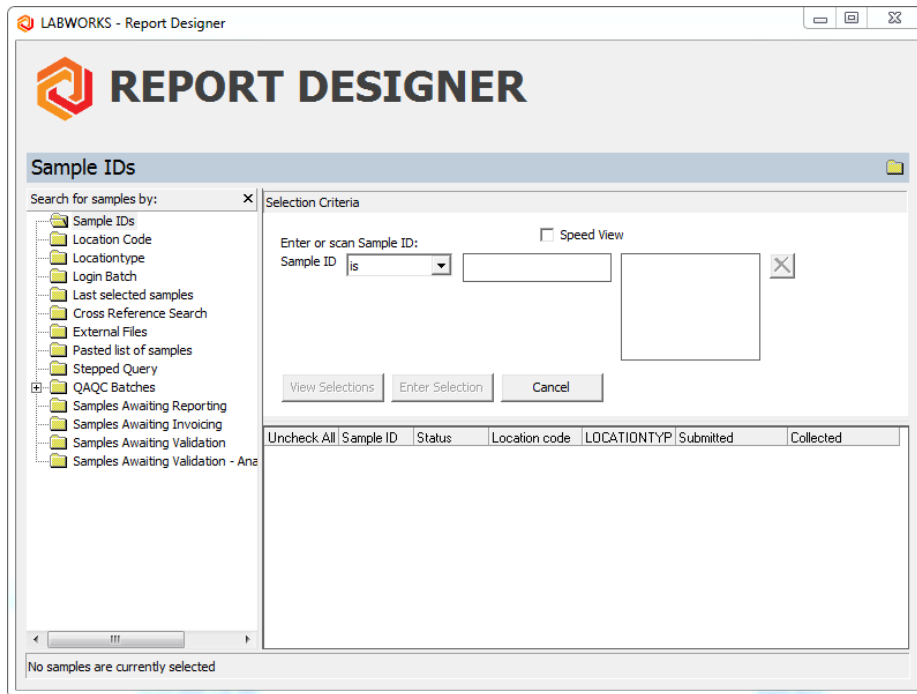 LABWORKS - Report Designer
REPORT DESIGNER
Sample IDs
Search for samples by:
Sample IDs
Location Code
Locationtype
Login Batch
Last selected samples
Cross Reference Search
External Files
Pasted list of samples
Stepped Query
QAQC Batches
Samples Awaiting Reporting
Samples Awaiting Invoicing
Samples Awaiting Validation
Samples Awaiting Validation - Ana
Selection Criteria
Enter or scan Sample ID:
Speed View
Sample ID is
View Selections Enter Selection Cancel
Uncheck All Sample ID Status Location code LOCATIONTYP Submitted Collected
No samples are currently selected